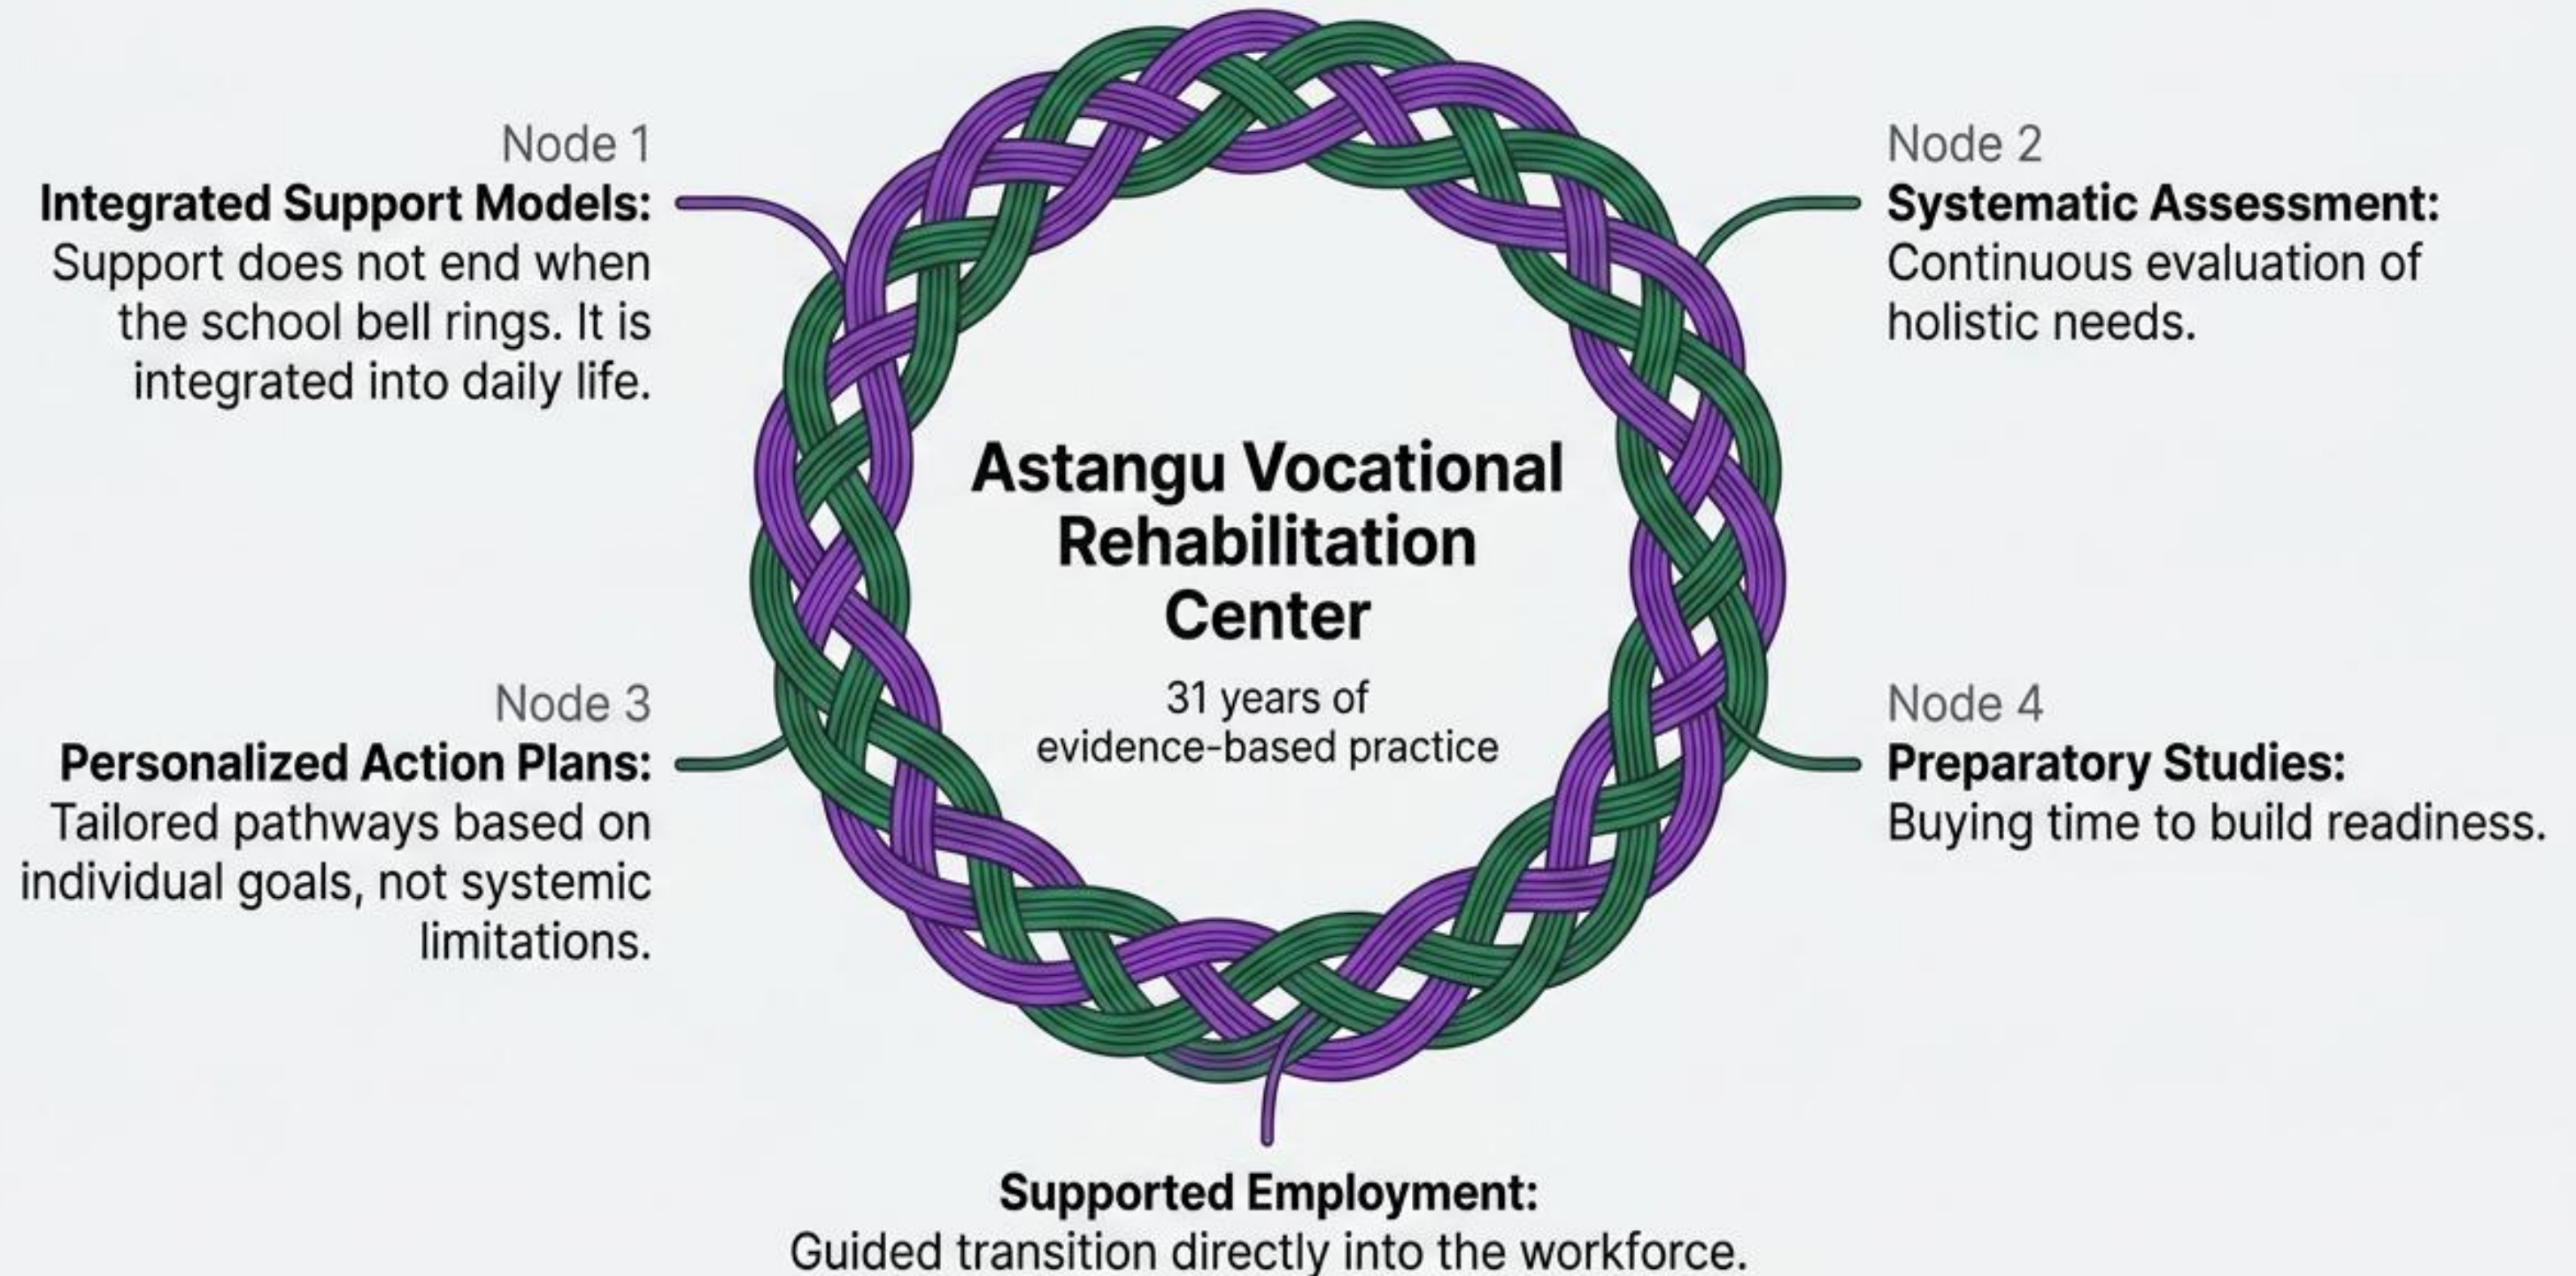 Node 1
Integrated Support Models:
Support does not end when
the school bell rings. It is
integrated into daily life.
Node 2
Systematic Assessment:
Continuous evaluation of
holistic needs.
Astangu Vocational
Rehabilitation
Center
31 years of
evidence-based practice
Node 3
Personalized Action Plans:
Tailored pathways based on
individual goals, not systemic
limitations.
Node 4
Preparatory Studies:
Buying time to build readiness.
Supported Employment:
Guided transition directly into the workforce.